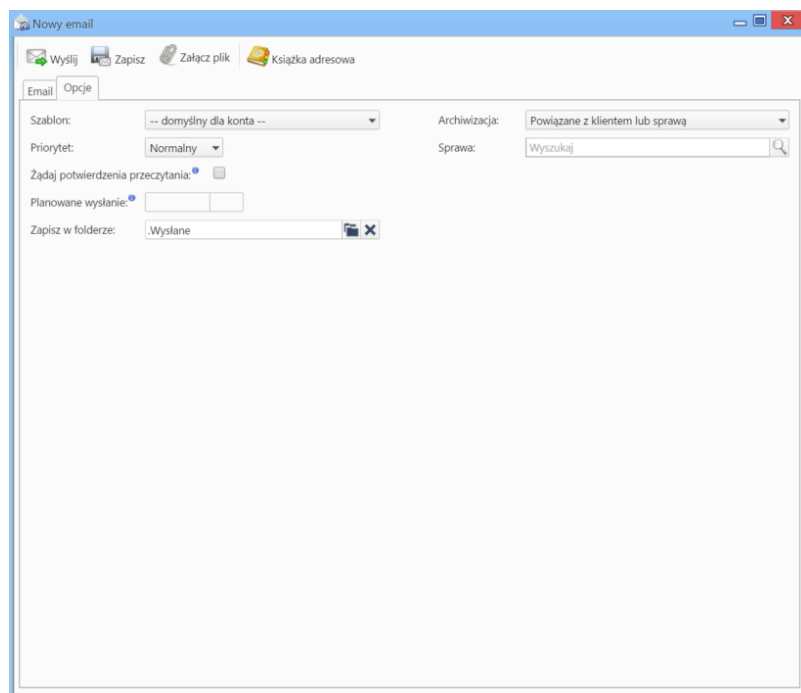 Nowy email
Wyślij Zapisz Załącz plik Książka adresowa
Email Opcje
Szablon: -- domyślny dla konta -- Archiwizacja: Powiązane z klientem lub sprawą
Priorytet: Normalny Sprawa: Wyszukaj
Żądaj potwierdzenia przeczytania:
Planowane wysłanie:
Zapisz w folderze: .Wysłane